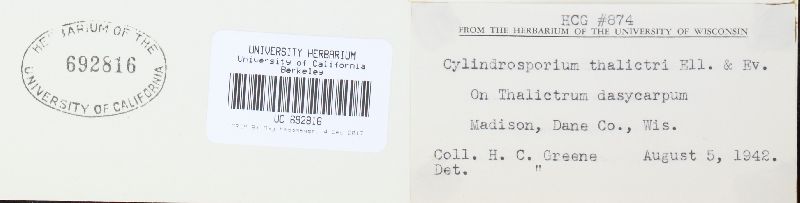 HERBARIUM OF THE
692816
UNIVERSITY OF CALIFORNIA
UNIVERSITY HERBARIUM
University of California
Berkeley
UC 692816
HCG #874
FROM THE HERBARIUM OF THE UNIVERSITY OF WISCONSIN
Cylindrosporium thalictri Ell. & Ev.
On Thalictrum dasycarpum
Madison, Dane Co., Wis.
Coll. H. C. Greene August 5, 1942.
Det. "